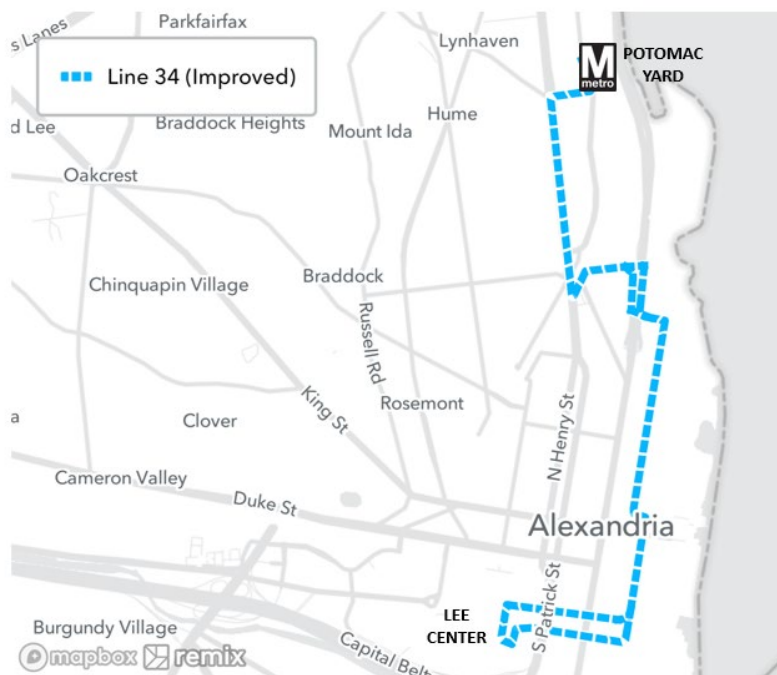 s Lanes
Parkfairfax
Lynhaven
M
metro
POTOMAC
YARD
Line 34 (Improved)
d Lee
Braddock Heights
Mount Ida
Hume
Oakcrest
Chinquapin Village
Braddock
Russell Rd
King St
Rosemont
a
Clover
N Henry St
Cameron Valley
Duke St
Alexandria
LEE
CENTER
S Patrick St
Burgundy Village
Capital Belt
mapbox
remix